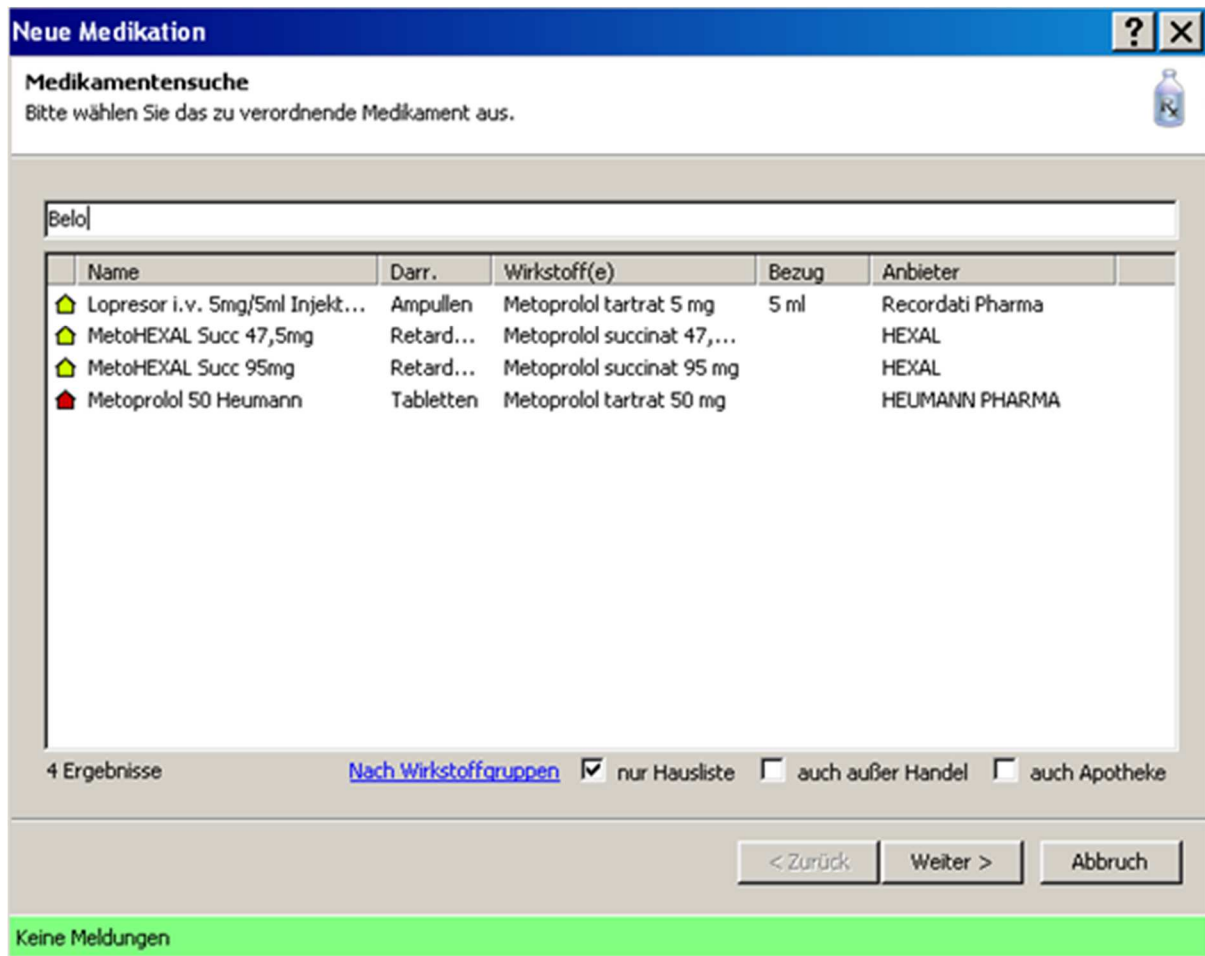 Neue Medikation
Medikamentensuche
Bitte wählen Sie das zu verordnende Medikament aus.
Rx
Belo
Name Darr. Wirkstoff(e) Bezug Anbieter
Lopresor i.v. 5mg/5ml Injekt... Ampullen Metoprolol tartrat 5 mg 5 ml Recordati Pharma
MetoHEXAL Succ 47,5mg Retard... Metoprolol succinat 47,... HEXAL
MetoHEXAL Succ 95mg Retard... Metoprolol succinat 95 mg HEXAL
Metoprolol 50 Heumann Tabletten Metoprolol tartrat 50 mg HEUMANN PHARMA
4 Ergebnisse Nach Wirkstoffgruppen nur Hausliste auch außer Handel auch Apotheke
< Zurück Weiter > Abbruch
Keine Meldungen